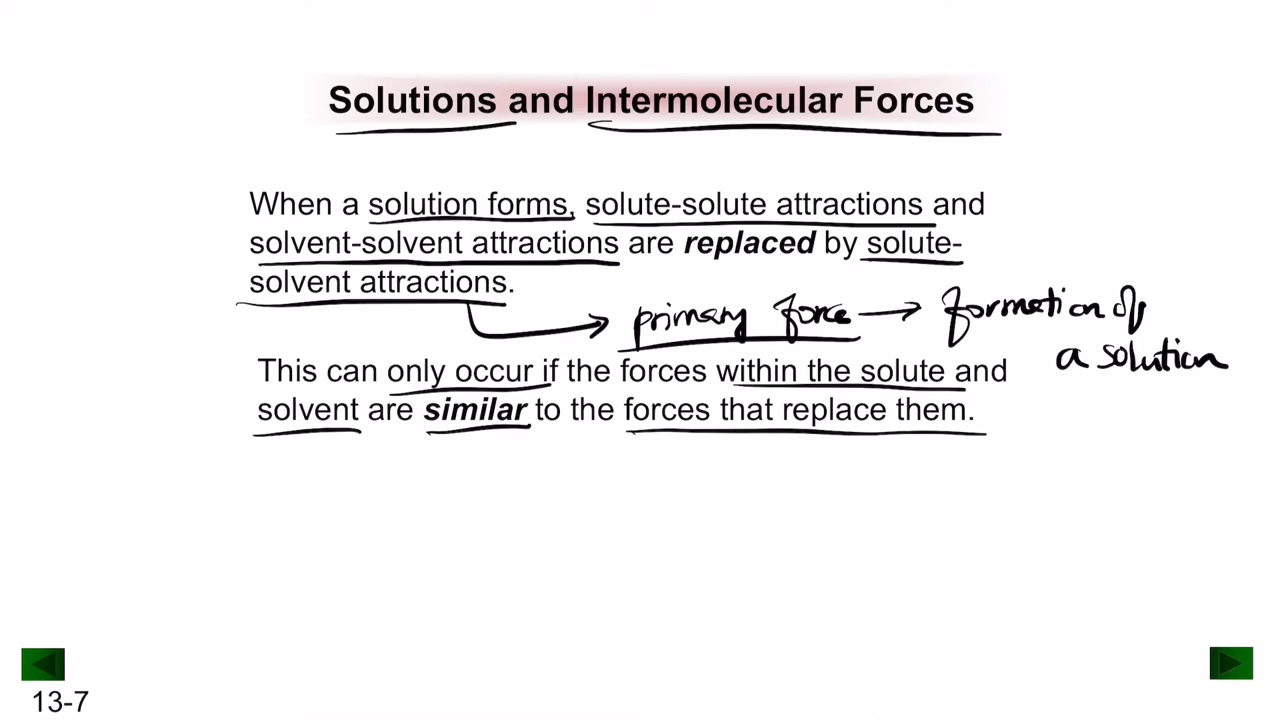 Solutions and Intermolecular Forces
When a solution forms, solute-solute attractions and
solvent-solvent attractions are replaced by solute-
solvent attractions.
primary force → formation of
a solution
This can only occur if the forces within the solute and
solvent are similar to the forces that replace them.
13-7